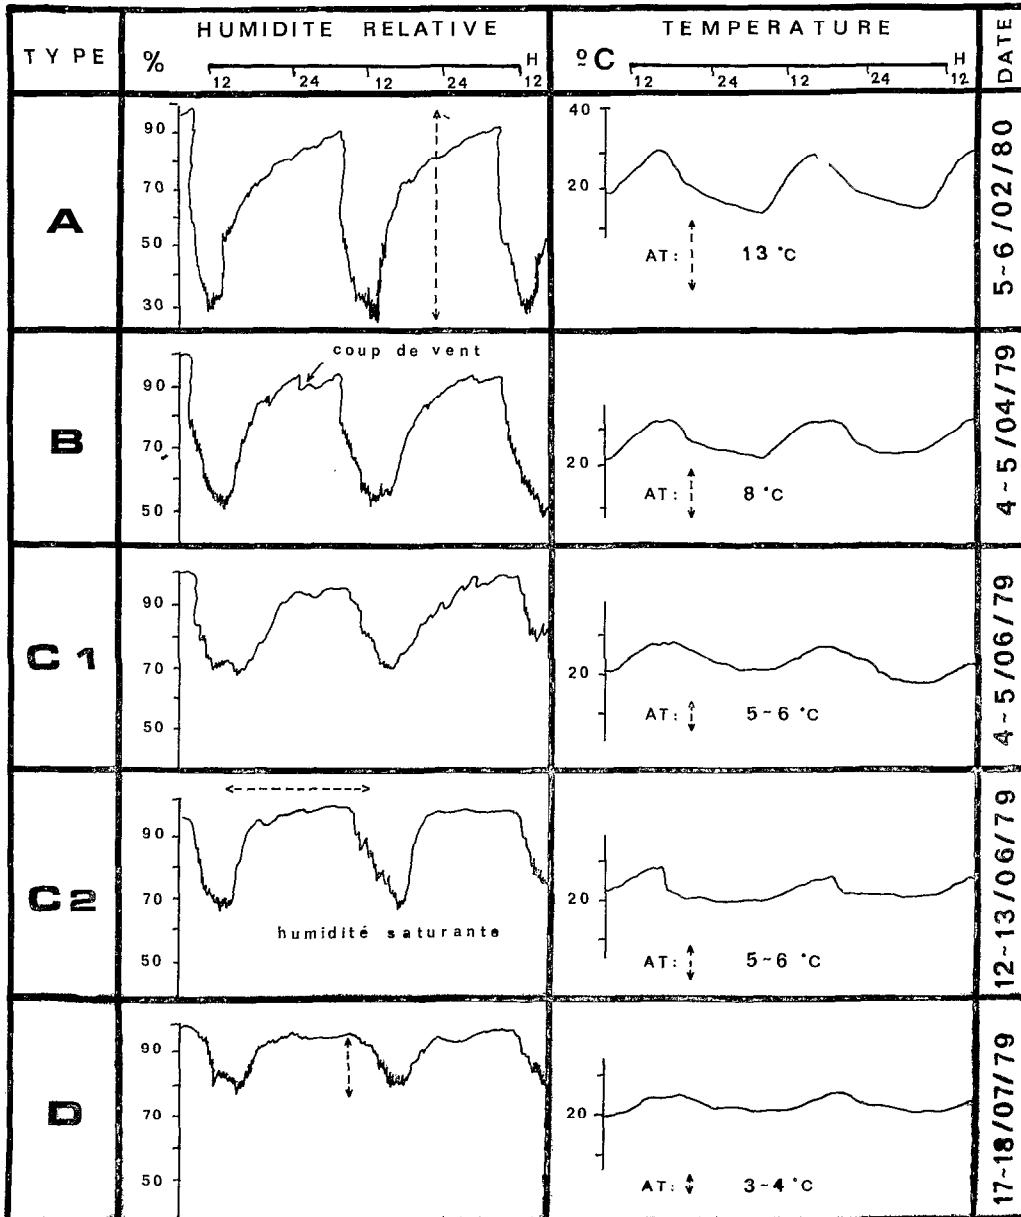 TYPE
HUMIDITE RELATIVE
%
H
12 24 12 24 12
TEMPERATURE
ºC
H
12 24 12 24 12
DATE
A
90
70
50
30
40
20
AT: 13 °C
5~6/02/80
B
coup de vent
90
70
50
20
AT: 8 °C
4~5/04/79
C1
90
70
50
20
AT: 5~6 °C
4~5/06/79
C2
90
70
50
humidité saturante
20
AT: 5~6 °C
12~13/06/79
D
90
70
50
20
AT: 3-4 °C
17~18/07/79